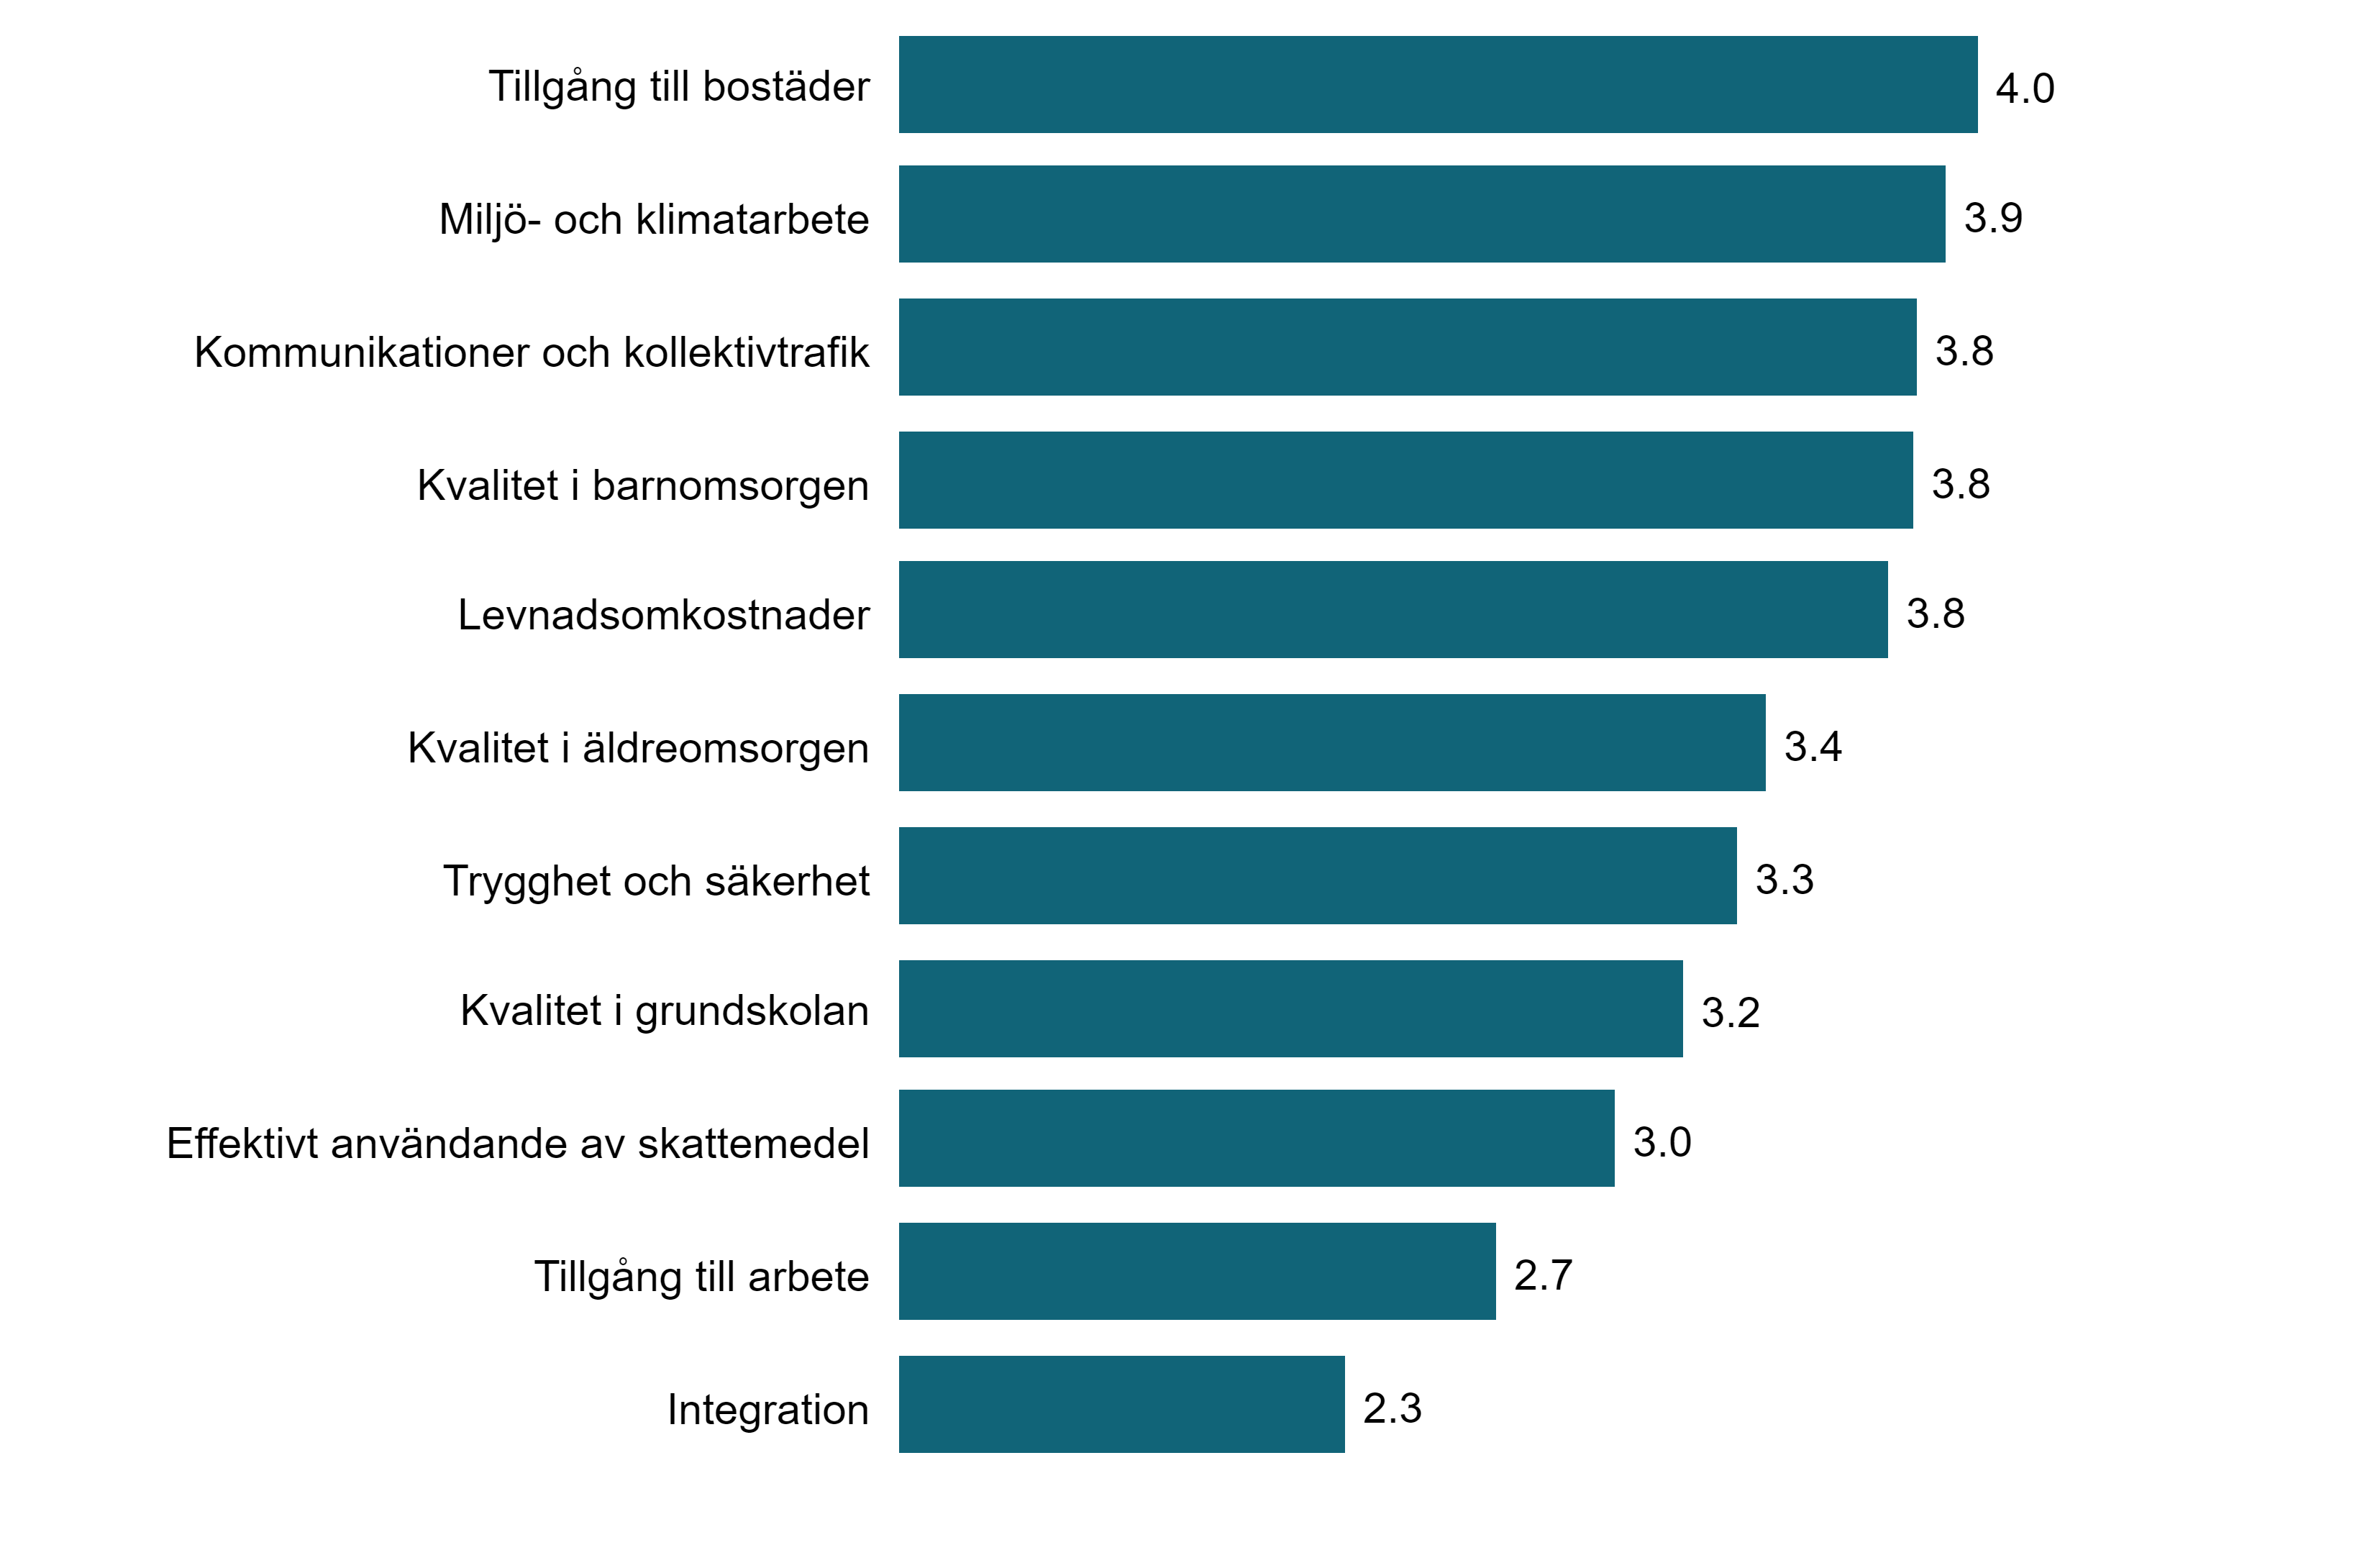 Tillgång till bostäder 4.0
Miljö- och klimatarbete 3.9
Kommunikationer och kollektivtrafik 3.8
Kvalitet i barnomsorgen 3.8
Levnadsomkostnader 3.8
Kvalitet i äldreomsorgen 3.4
Trygghet och säkerhet 3.3
Kvalitet i grundskolan 3.2
Effektivt användande av skattemedel 3.0
Tillgång till arbete 2.7
Integration 2.3